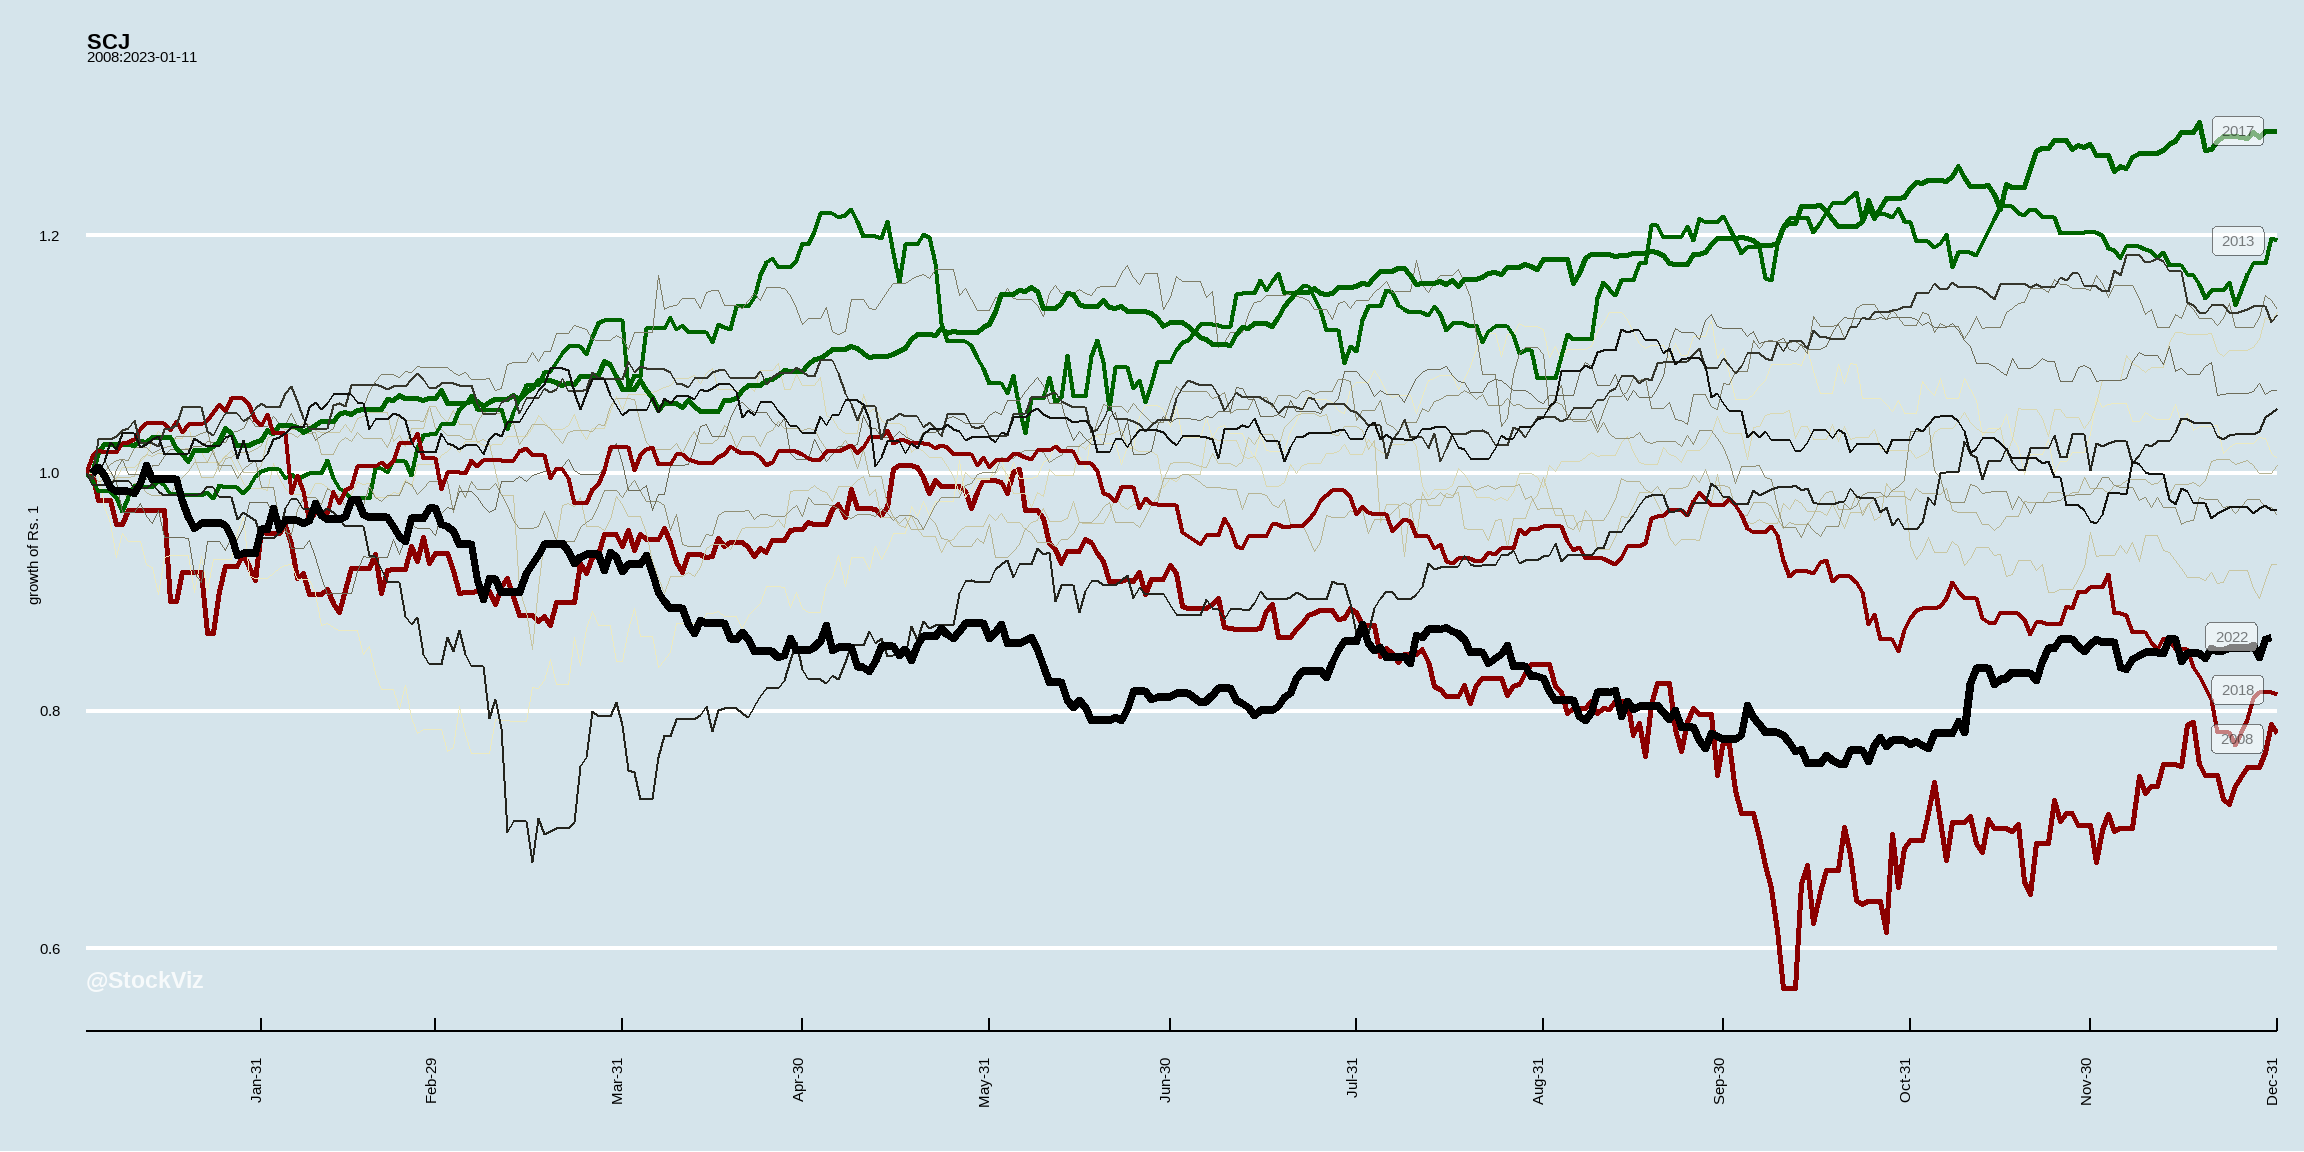 SCJ
2008:2023-01-11
2017
1.2
2013
1.0
growth of Rs. 1
2022
2018
0.8
2008
0.6
@StockViz
Jan-31
Feb-29
Mar-31
Apr-30
May-31
Jun-30
Jul-31
Aug-31
Sep-30
Oct-31
Nov-30
Dec-31